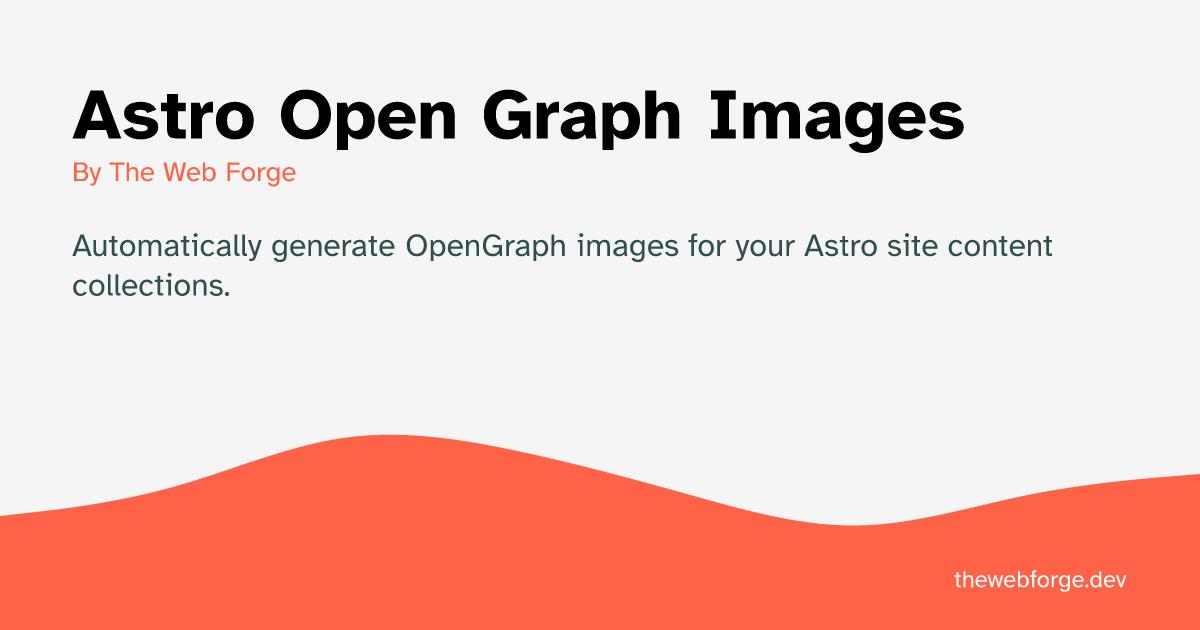 Astro Open Graph Images
By The Web Forge
Automatically generate OpenGraph images for your Astro site content
collections.
thewebforge.dev